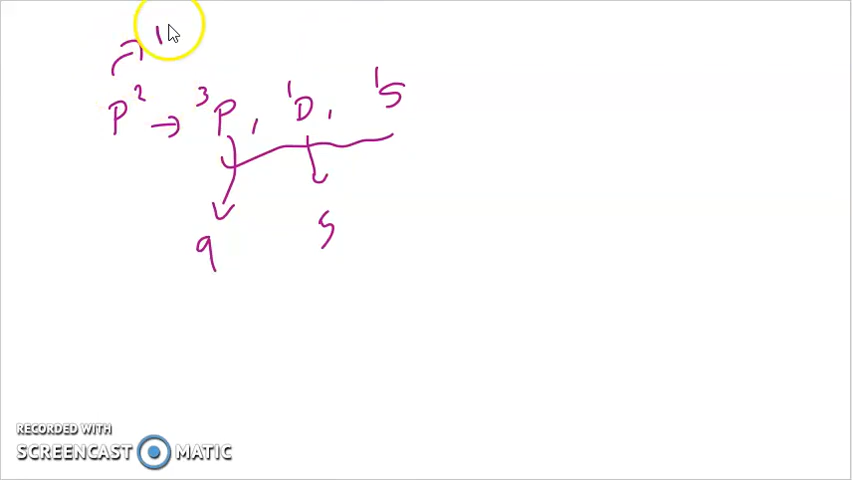 1
P² → ³P, ¹D, ¹S
9 5
RECORDED WITH
SCREENCAST MATIC